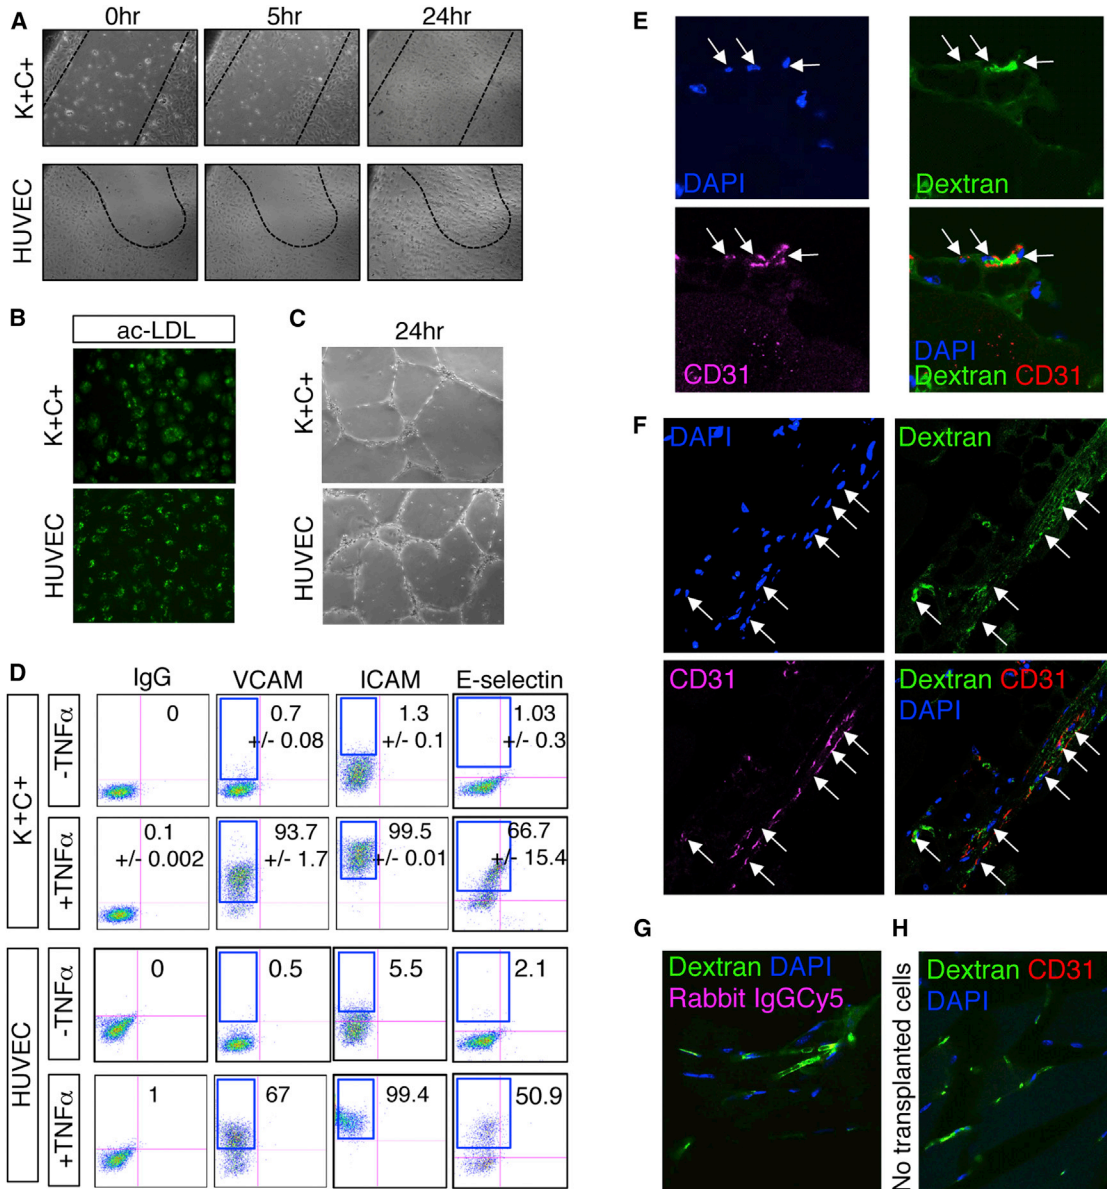 A
0hr 5hr 24hr
K+C+
HUVEC
B
ac-LDL
K+C+
HUVEC
C
24hr
K+C+
HUVEC
D
IgG VCAM ICAM E-selectin
K+C+
-TNFα
0 0.7 1.3 1.03
+/- 0.08 +/- 0.1 +/- 0.3
+TNFα
0.1 93.7 99.5 66.7
+/- 0.002 +/- 1.7 +/- 0.01 +/- 15.4
HUVEC
-TNFα
0 0.5 5.5 2.1
+TNFα
1 67 99.4 50.9
E
DAPI
Dextran
CD31
DAPI
Dextran CD31
F
DAPI
Dextran
CD31
Dextran CD31
DAPI
G
Dextran DAPI
Rabbit IgGCy5
H
No transplanted cells
Dextran CD31
DAPI